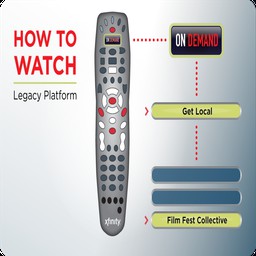 HOW TO
WATCH
Legacy Platform
ON DEMAND
Get Local
Film Fest Collective
xfinity